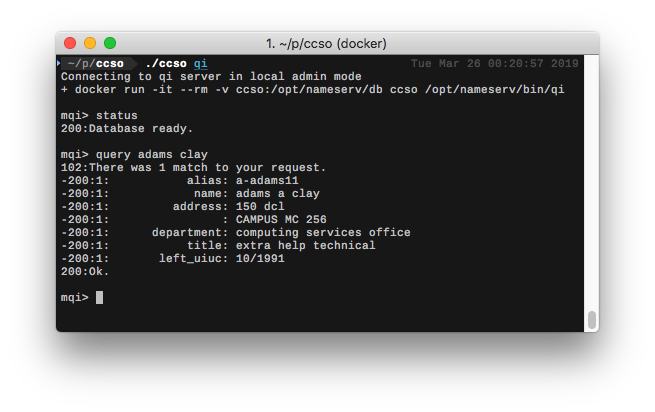 1. ~/p/ccso (docker)
~/p/ccso ./ccso qi Tue Mar 26 00:20:57 2019
Connecting to qi server in local admin mode
+ docker run -it --rm -v ccso:/opt/nameserv/db ccso /opt/nameserv/bin/qi
mqi> status
200:Database ready.
mqi> query adams clay
102:There was 1 match to your request.
-200:1:           alias: a-adams11
-200:1:            name: adams a clay
-200:1:         address: 150 dcl
-200:1:                : CAMPUS MC 256
-200:1:      department: computing services office
-200:1:           title: extra help technical
-200:1:       left_uiuc: 10/1991
200:Ok.
mqi>